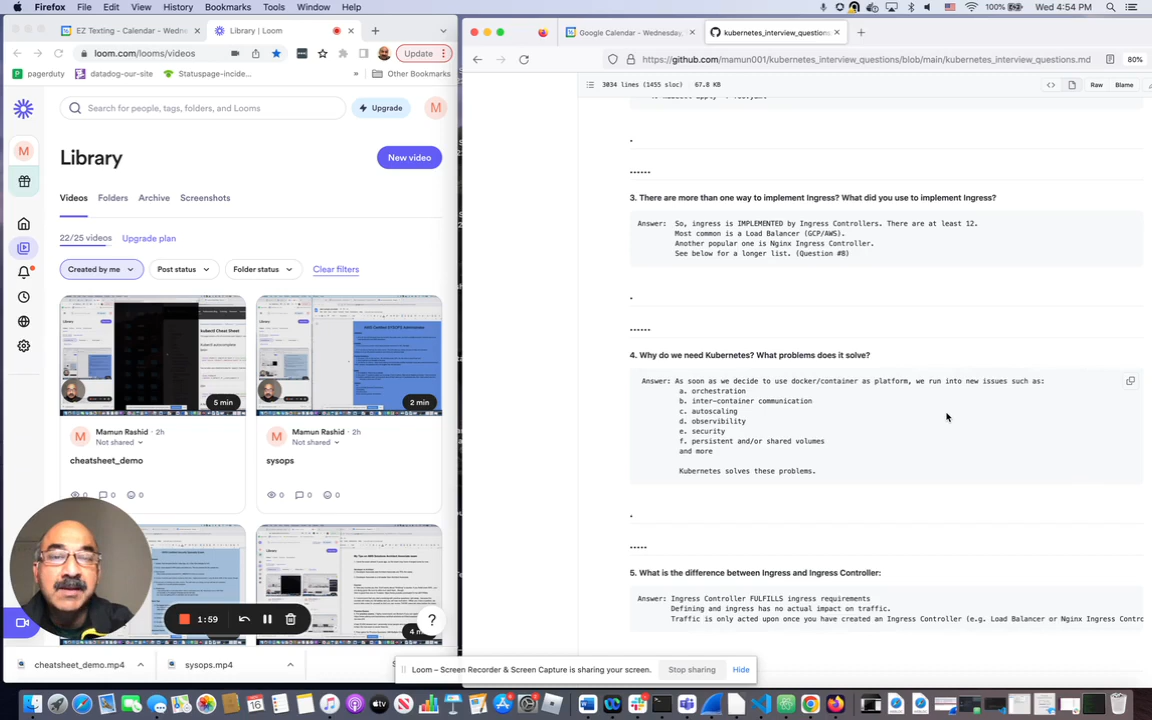 Firefox File Edit View History Bookmarks Tools Window Help
100% Wed 4:54 PM
EZ Texting - Calendar - Wedne
Library | Loom
loom.com/looms/videos
Update
pagerduty datadog-our-site Statuspage-incide... » Other Bookmarks
Search for people, tags, folders, and Looms
Upgrade
M
M
Library
New video
Videos Folders Archive Screenshots
22/25 videos Upgrade plan
Created by me Post status Folder status Clear filters
5 min
2 min
M Mamun Rashid · 2h
Not shared
cheatsheet_demo
0 0 0
M Mamun Rashid · 2h
Not shared
sysops
0 0 0
1:59
?
cheatsheet_demo.mp4
sysops.mp4
Loom – Screen Recorder & Screen Capture is sharing your screen. Stop sharing Hide
Google Calendar - Wednesday,
kubernetes_interview_questions
https://github.com/mamun001/kubernetes_interview_questions/blob/main/kubernetes_interview_questions.md
80%
3034 lines (1455 sloc) 67.8 KB
Raw Blame
.
------
3. There are more than one way to implement Ingress? What did you use to implement Ingress?
Answer: So, ingress is IMPLEMENTED by Ingress Controllers. There are at least 12.
Most common is a Load Balancer (GCP/AWS).
Another popular one is Nginx Ingress Controller.
See below for a longer list. (Question #8)
.
------
4. Why do we need Kubernetes? What problems does it solve?
Answer: As soon as we decide to use docker/container as platform, we run into new issues such as:
a. orchestration
b. inter-container communication
c. autoscaling
d. observibility
e. security
f. persistent and/or shared volumes
and more
Kubernetes solves these problems.
.
-----
5. What is the difference between Ingress and Ingress Controller:
Answer: Ingress Controller FULFILLS ingress requirements
Defining and ingress has no actual impact on traffic.
Traffic is only acted upon once you have created an Ingress Controller (e.g. Load Balancer or Nginx Ingress Contro